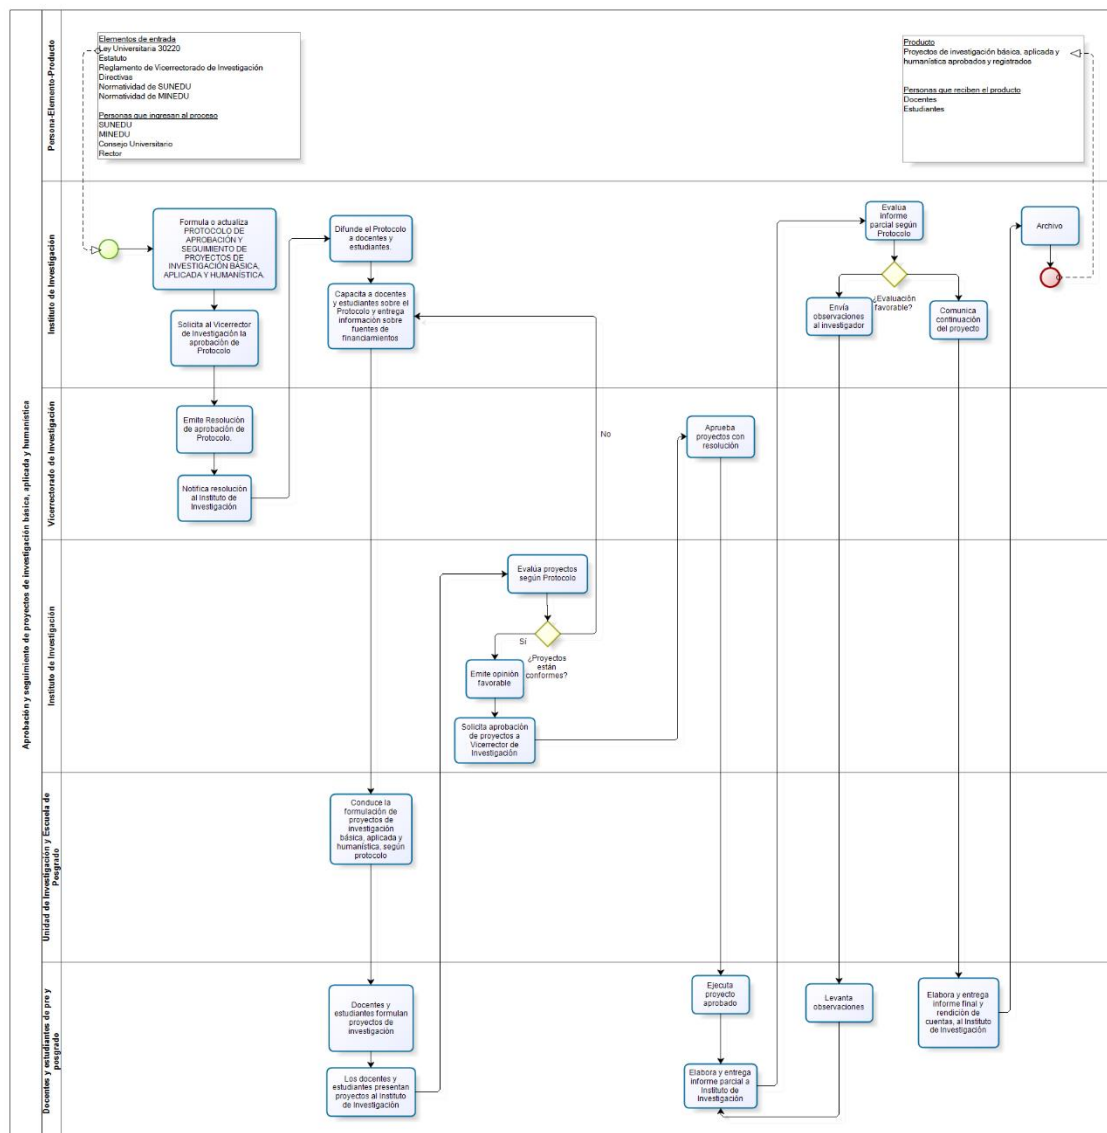 Aprobación y seguimiento de proyectos de investigación básica, aplicada y humanística
Persona-Elemento-Producto
Elementos de entrada
Ley Universitaria 30220
Estatuto
Reglamento de Vicerrectorado de Investigación
Directivas
Normatividad de SUNEDU
Normatividad de MINEDU
Personas que ingresan al proceso
SUNEDU
MINEDU
Consejo Universitario
Rector
Producto
Proyectos de investigación básica, aplicada y
humanística aprobados y registrados
Personas que reciben el producto
Docentes
Estudiantes
Instituto de Investigación
Formula o actualiza
PROTOCOLO DE
APROBACIÓN Y
SEGUIMIENTO DE
PROYECTOS DE
INVESTIGACIÓN BÁSICA,
APLICADA Y HUMANÍSTICA.
Solicita al Vicerrector
de Investigación la
aprobación de
Protocolo
Difunde el Protocolo
a docentes y
estudiantes.
Capacita a docentes
y estudiantes sobre el
Protocolo y entrega
información sobre
fuentes de
financiamientos
Evalua
informe
parcial según
Protocolo
¿Evaluación
favorable?
Envía
observaciones
al investigador
Comunica
continuación
del proyecto
Archivo
Vicerrectorado de Investigación
Emite Resolución
de aprobación de
Protocolo.
Notifica resolución
al Instituto de
Investigación
No
Aprueba
proyectos con
resolución
Instituto de Investigación
Evalúa proyectos
según Protocolo
Sí
¿Proyectos
están
conformes?
Emite opinión
favorable
Solicita aprobación
de proyectos a
Vicerrector de
Investigación
Unidad de Investigación y Escuela de
Posgrado
Conduce la
formulación de
proyectos de
investigación
básica, aplicada y
humanística, según
protocolo
Docentes y estudiantes de pre y
posgrado
Docentes y
estudiantes formulan
proyectos de
investigación
Los docentes y
estudiantes presentan
proyectos al Instituto
de Investigación
Ejecuta
proyecto
aprobado
Elabora y entrega
informe parcial a
Instituto de
Investigación
Levanta
observaciones
Elabora y entrega
informe final y
rendición de
cuentas, al Instituto
de Investigación